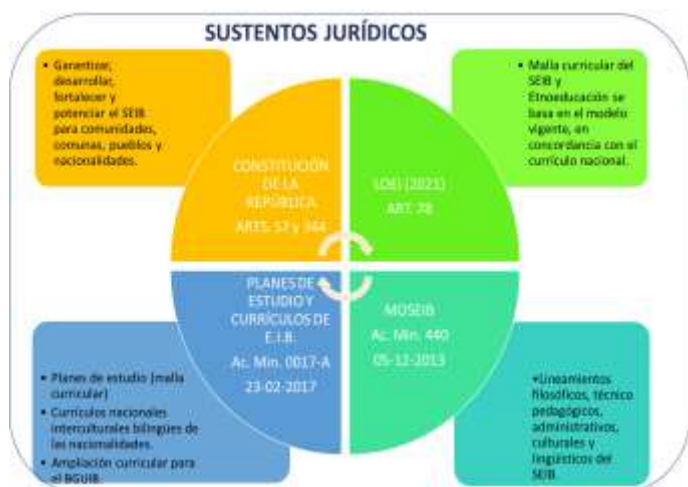 SUSTENTOS JURÍDICOS
• Garantizar,
desarrollar,
fortalecer y
potenciar el SEIB
para comunidades,
comunas, pueblos y
nacionalidades.
• Malla curricular del
SEIB y
Etnoeducación se
basa en el modelo
vigente, en
concordancia con el
currículo nacional.
CONSTITUCIÓN
DE LA
REPÚBLICA
ARTS. 57 y 344
LOEI (2021)
ART. 78
PLANES DE
ESTUDIO Y
CURRÍCULOS DE
E.I.B.
Ac. Min. 0017-A
23-02-2017
MOSEIB
Ac. Min. 440
05-12-2013
• Planes de estudio (malla
curricular)
• Currículos nacionales
interculturales bilingües de
las nacionalidades.
• Ampliación curricular para
el BGUIB.
•Lineamientos
filosóficos, técnico
pedagógicos,
administrativos,
culturales y
lingüísticos del
SEIB